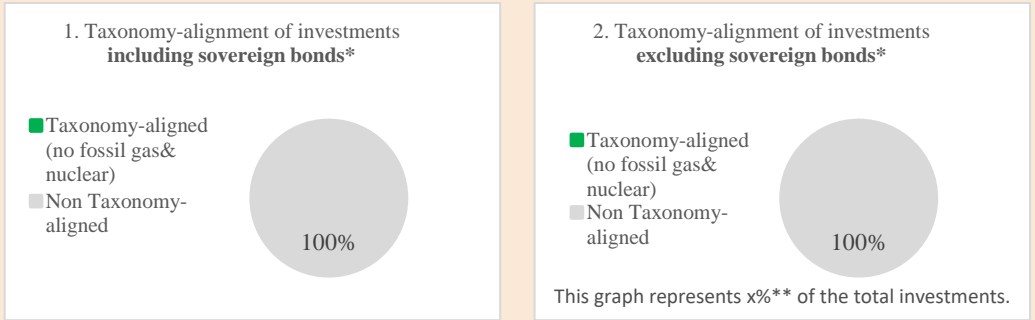 1. Taxonomy-alignment of investments
including sovereign bonds*
Taxonomy-aligned
(no fossil gas&
nuclear)
Non Taxonomy-
aligned
100%
2. Taxonomy-alignment of investments
excluding sovereign bonds*
Taxonomy-aligned
(no fossil gas&
nuclear)
Non Taxonomy-
aligned
100%
This graph represents x%** of the total investments.